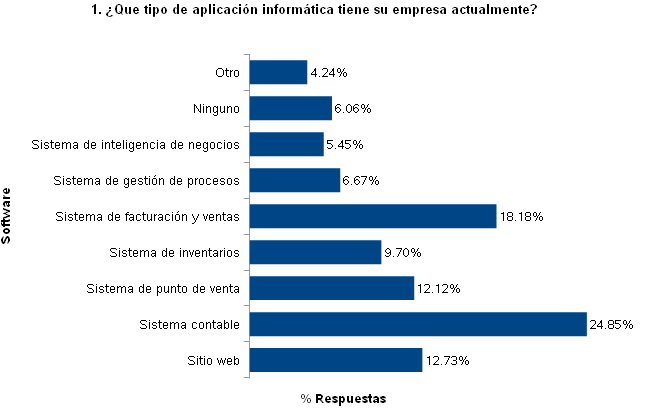 1. ¿Que tipo de aplicación informática tiene su empresa actualmente?
Otro 4.24%
Ninguno 6.06%
Sistema de inteligencia de negocios 5.45%
Sistema de gestión de procesos 6.67%
Sistema de facturación y ventas 18.18%
Sistema de inventarios 9.70%
Sistema de punto de venta 12.12%
Sistema contable 24.85%
Sitio web 12.73%
Software
% Respuestas